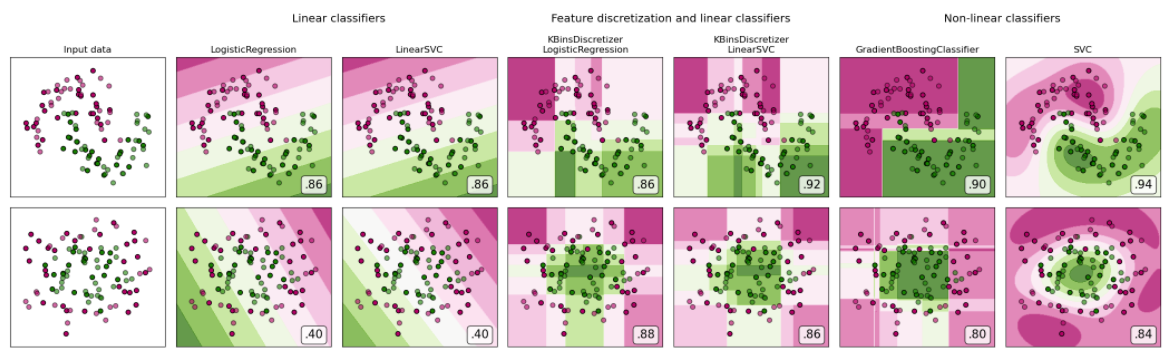 Linear classifiers
Feature discretization and linear classifiers
Non-linear classifiers
Input data
LogisticRegression
LinearSVC
KBinsDiscretizer
LogisticRegression
KBinsDiscretizer
LinearSVC
GradientBoostingClassifier
SVC
.86
.86
.86
.92
.90
.94
.40
.40
.88
.86
.80
.84